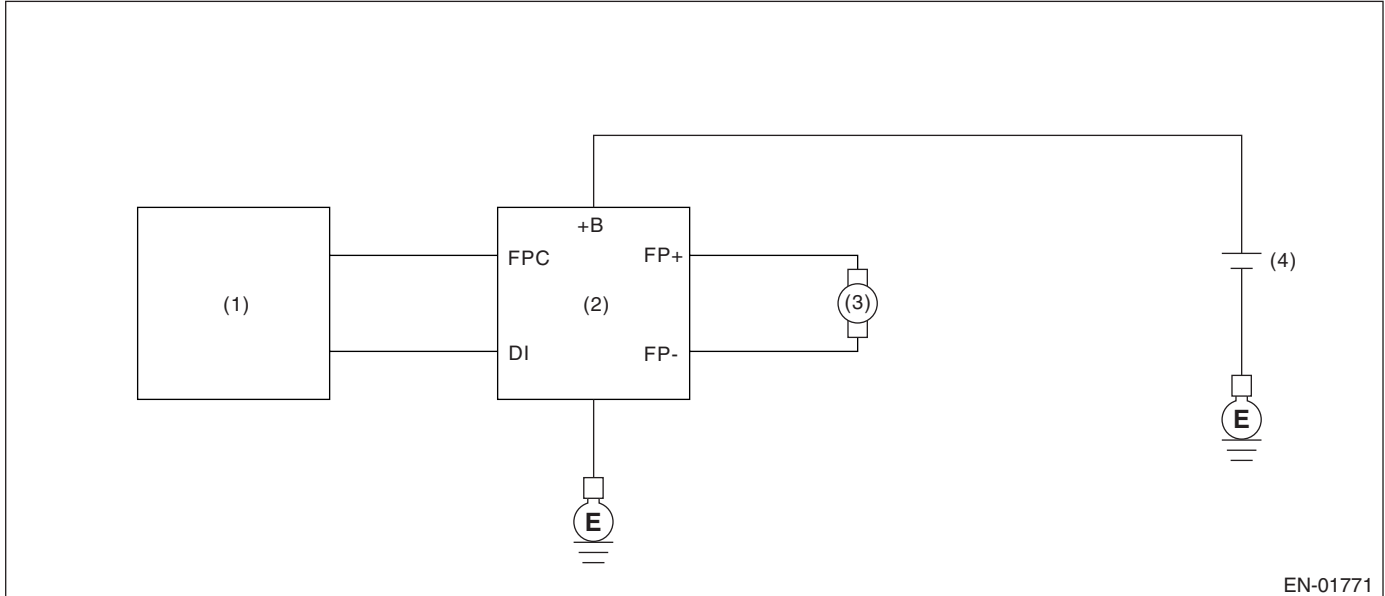 +B
FPC
FP+
(1)
(2)
(3)
(4)
DI
FP-
E
E
EN-01771